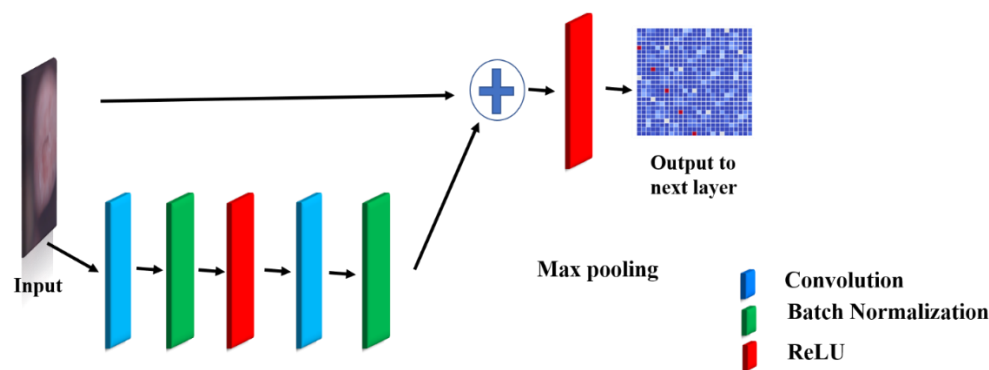 Output to
next layer
Input
Max pooling
Convolution
Batch Normalization
ReLU